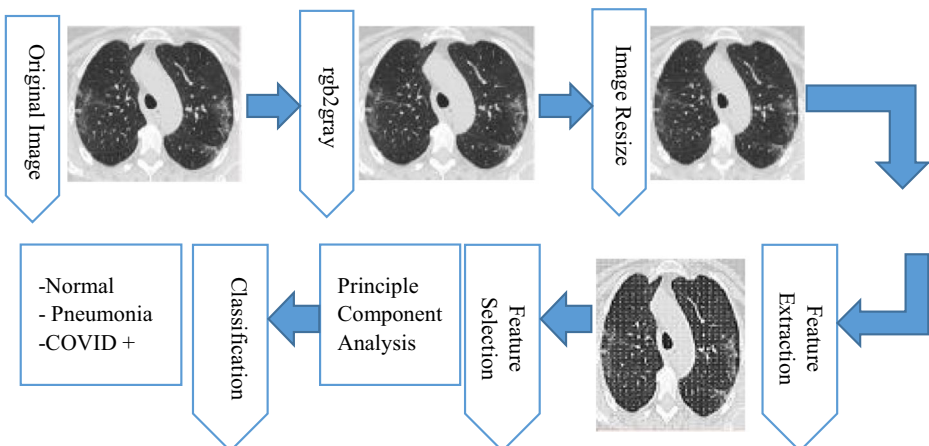 Original Image
rgb2gray
Image Resize
Feature
Extraction
Feature
Selection
Principle
Component
Analysis
Classification
-Normal
- Pneumonia
-COVID +